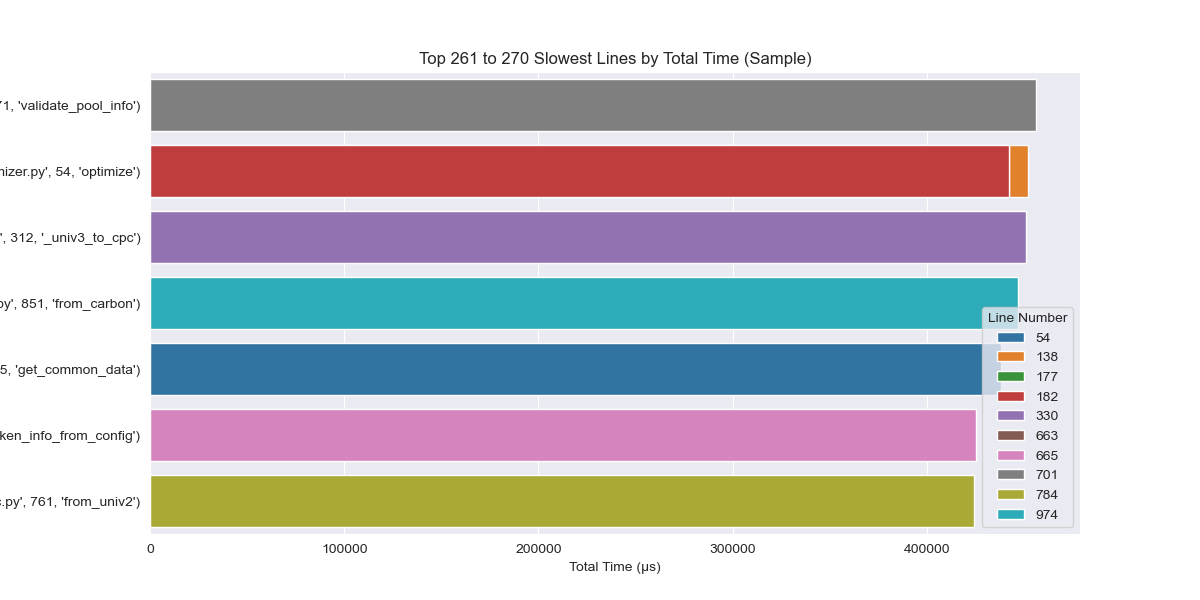 Top 261 to 270 Slowest Lines by Total Time (Sample)
71, 'validate_pool_info')
mizer.py', 54, 'optimize')
', 312, '_univ3_to_cpc')
py', 851, 'from_carbon')
5, 'get_common_data')
ken_info_from_config')
.py', 761, 'from_univ2')
Line Number
54
138
177
182
330
663
665
701
784
974
0 100000 200000 300000 400000
Total Time (µs)